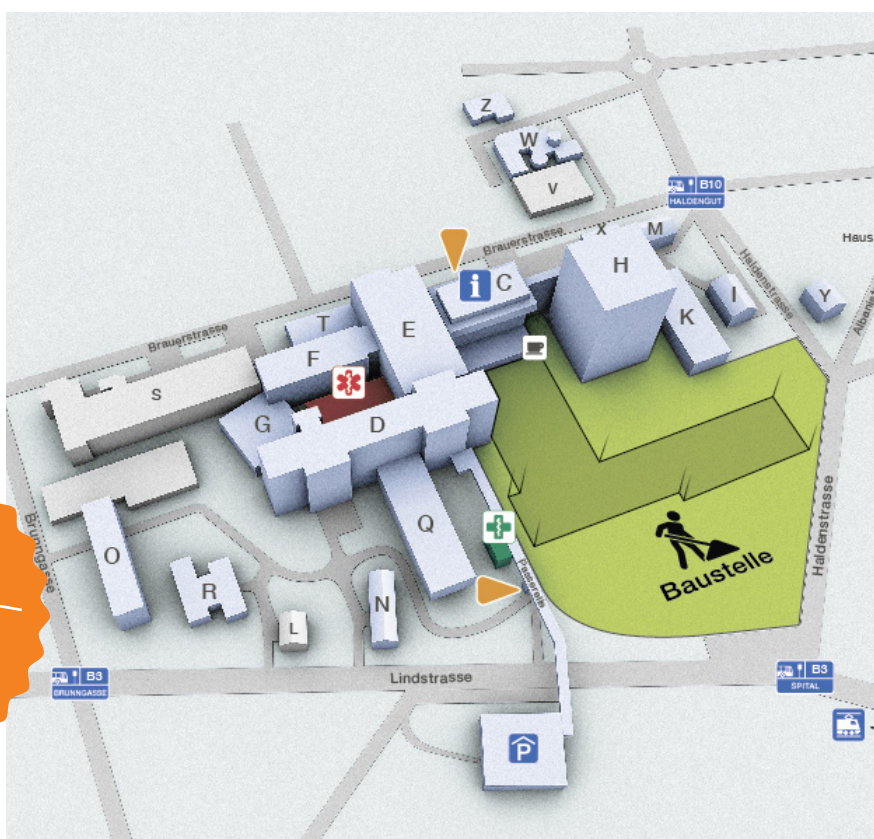 Z
W
V
B10
HALDENGUT
X
M
Brauerstrasse
Haus
H
C
i
Haldenstrasse
I
Y
K
T
E
Brauerstrasse
F
S
G
D
Q
Brunngasse
O
Passerelle
Haldenstrasse
Baustelle
R
N
L
B3
BRUNNGASSE
Lindstrasse
B3
SPITAL
P